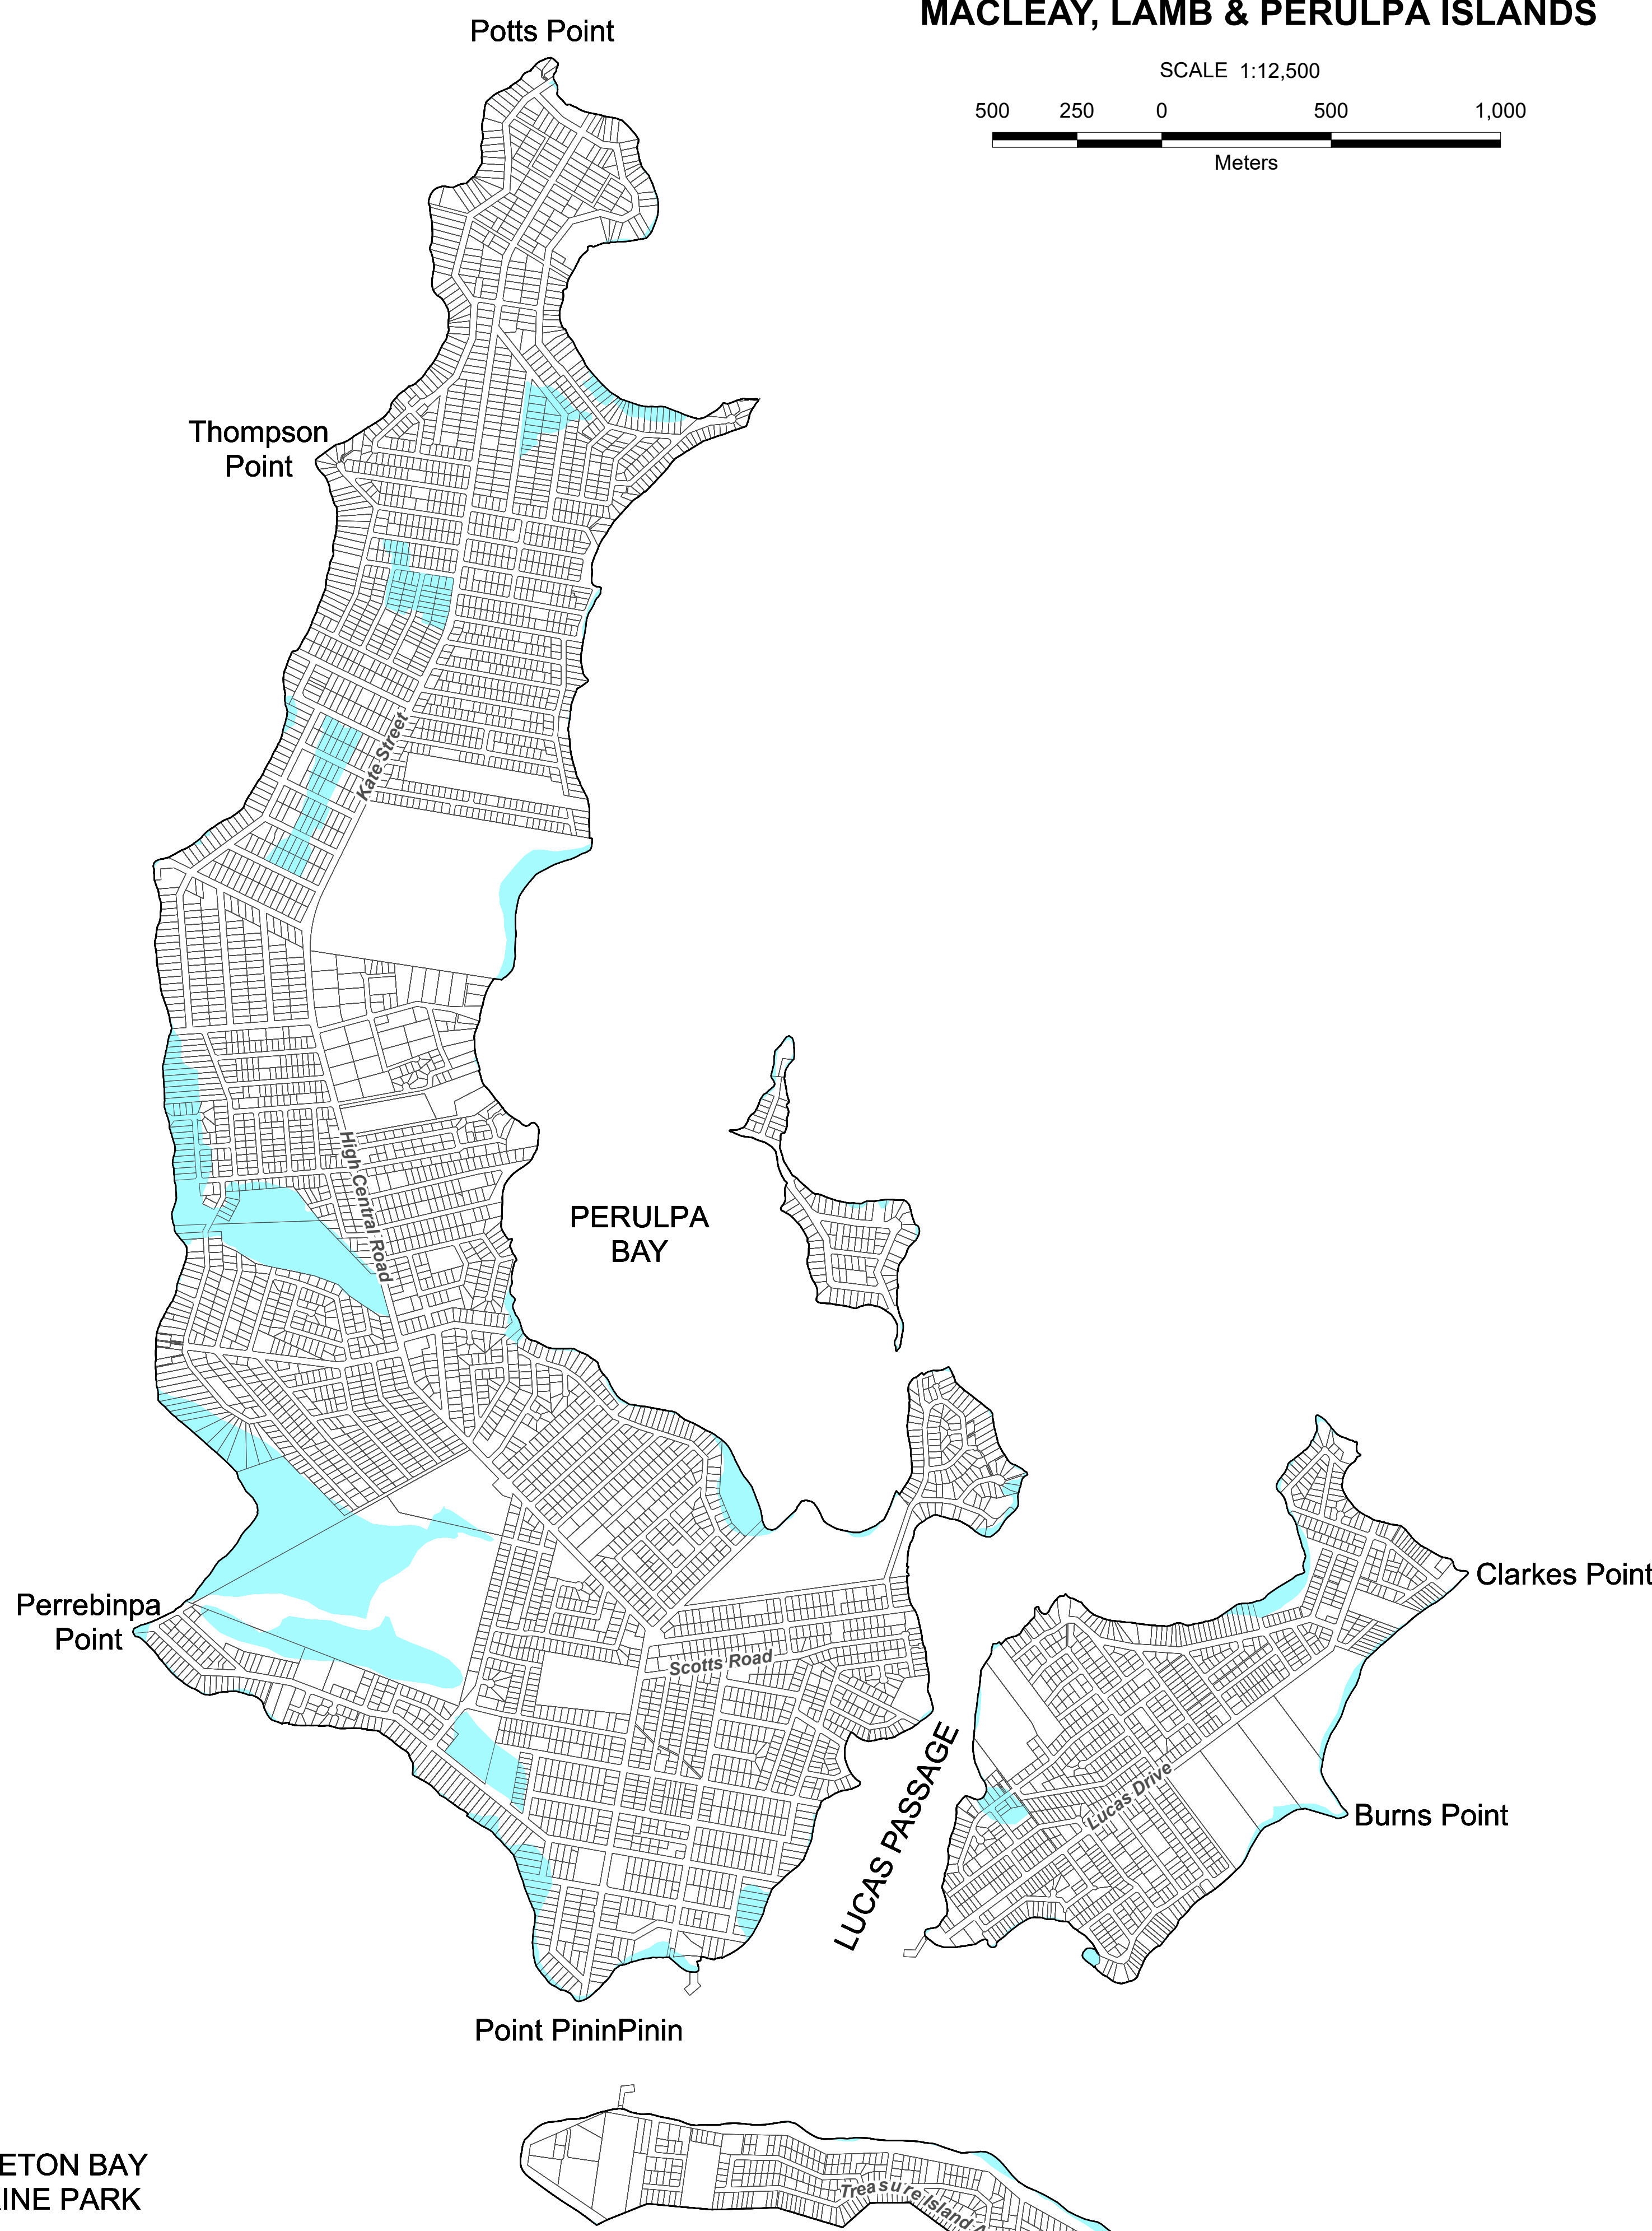 MACLEAY, LAMB & PERULPA ISLANDS
SCALE 1:12,500
500 250 0 500 1,000
Meters
Potts Point
Thompson
Point
Kate Street
High Central Road
PERULPA
BAY
Perrebinpa
Point
Scotts Road
LUCAS PASSAGE
Clarkes Point
Lucas Drive
Burns Point
Point PininPinin
ETON BAY
INE PARK
Treasure Island